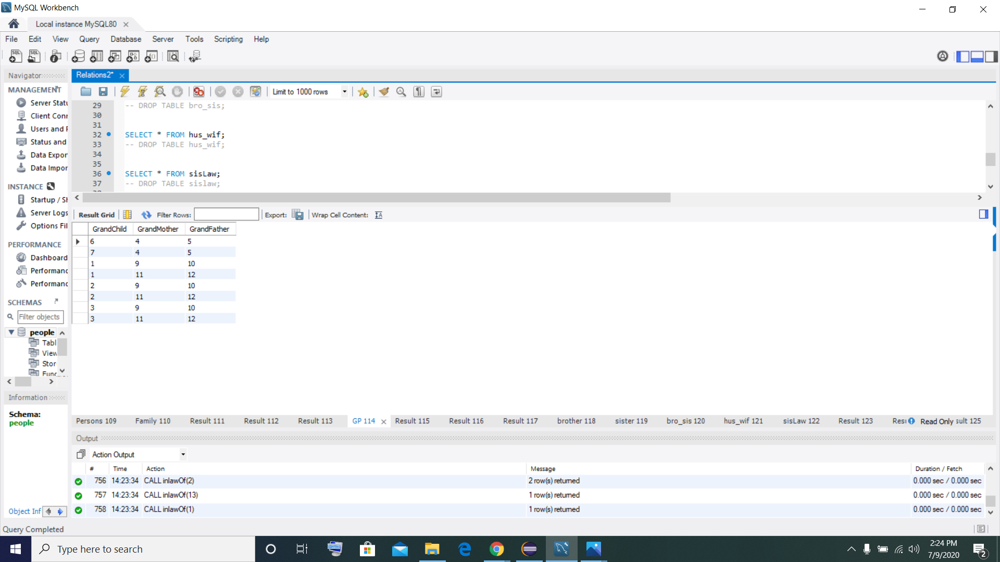 MySQL Workbench
Local instance MySQL80
File Edit View Query Database Server Tools Scripting Help
Navigator
MANAGEMENT
Server Statu
Client Conn
Users and P
Status and
Data Expor
Data Impor
INSTANCE
Startup / Sh
Server Logs
Options Fil
PERFORMANCE
Dashboard
Performanc
Performanc
SCHEMAS
Filter objects
people
Tabl
View
Stor
Func
Information
Schema:
people
Object Inf
Relations2*
Limit to 1000 rows
29 -- DROP TABLE bro_sis;
30
31
32 SELECT * FROM hus_wif;
33 -- DROP TABLE hus_wif;
34
35
36 SELECT * FROM sisLaw;
37 -- DROP TABLE sislaw;
Result Grid Filter Rows: Export: Wrap Cell Content:
GrandChild GrandMother GrandFather
6 4 5
7 4 5
1 9 10
1 11 12
2 9 10
2 11 12
3 9 10
3 11 12
Persons 109 Family 110 Result 111 Result 112 Result 113 GP 114 Result 115 Result 116 Result 117 brother 118 sister 119 bro_sis 120 hus_wif 121 sisLaw 122 Result 123 Resu Read Only sult 125
Output
Action Output
# Time Action Message Duration / Fetch
756 14:23:34 CALL inlawOf(2) 2 row(s) returned 0.000 sec / 0.000 sec
757 14:23:34 CALL inlawOf(13) 1 row(s) returned 0.000 sec / 0.000 sec
758 14:23:34 CALL inlawOf(1) 1 row(s) returned 0.000 sec / 0.000 sec
Query Completed
Type here to search
2:24 PM
7/9/2020
2